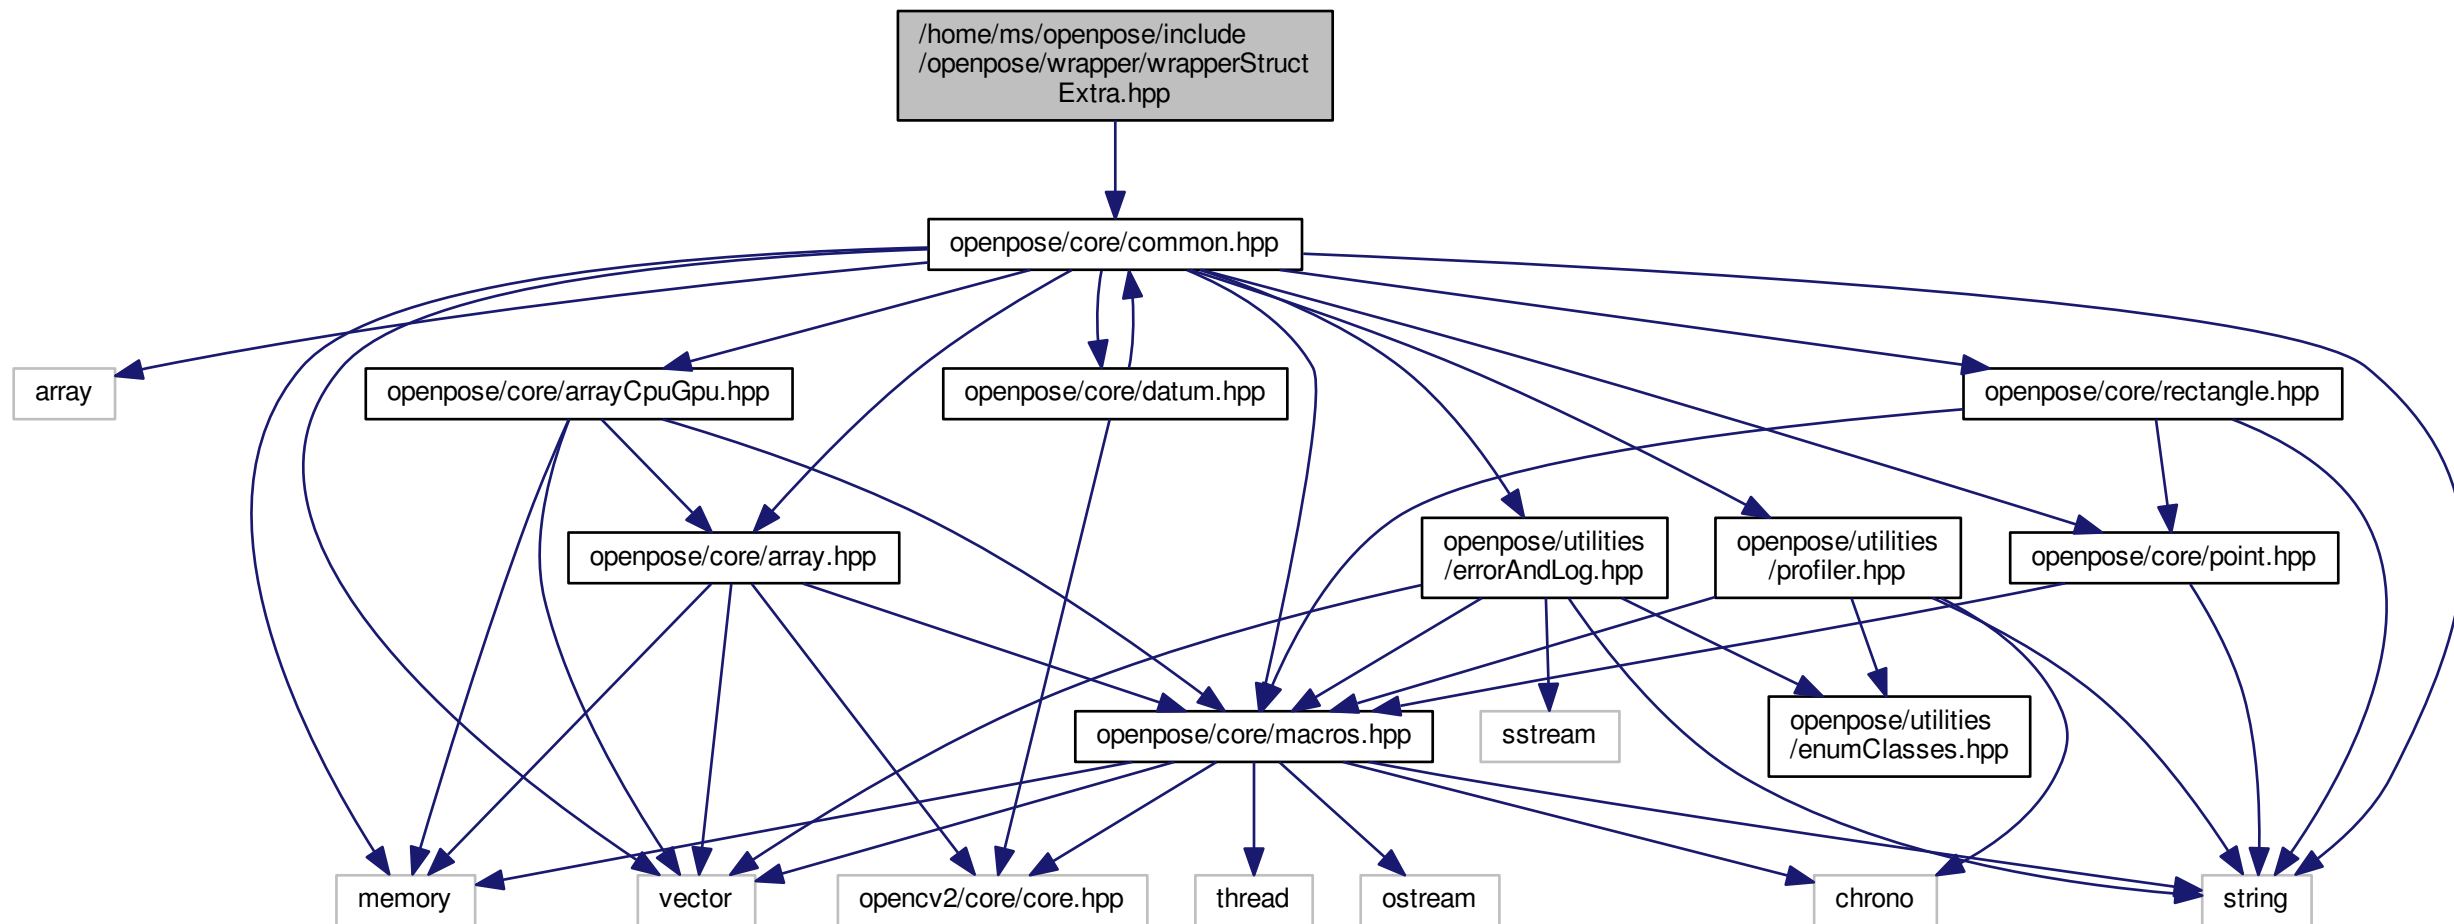 /home/ms/openpose/include
/openpose/wrapper/wrapperStruct
Extra.hpp
openpose/core/common.hpp
array
openpose/core/arrayCpuGpu.hpp
openpose/core/datum.hpp
openpose/core/rectangle.hpp
openpose/core/array.hpp
openpose/utilities
/errorAndLog.hpp
openpose/utilities
/profiler.hpp
openpose/core/point.hpp
openpose/core/macros.hpp
sstream
openpose/utilities
/enumClasses.hpp
memory
vector
opencv2/core/core.hpp
thread
ostream
chrono
string